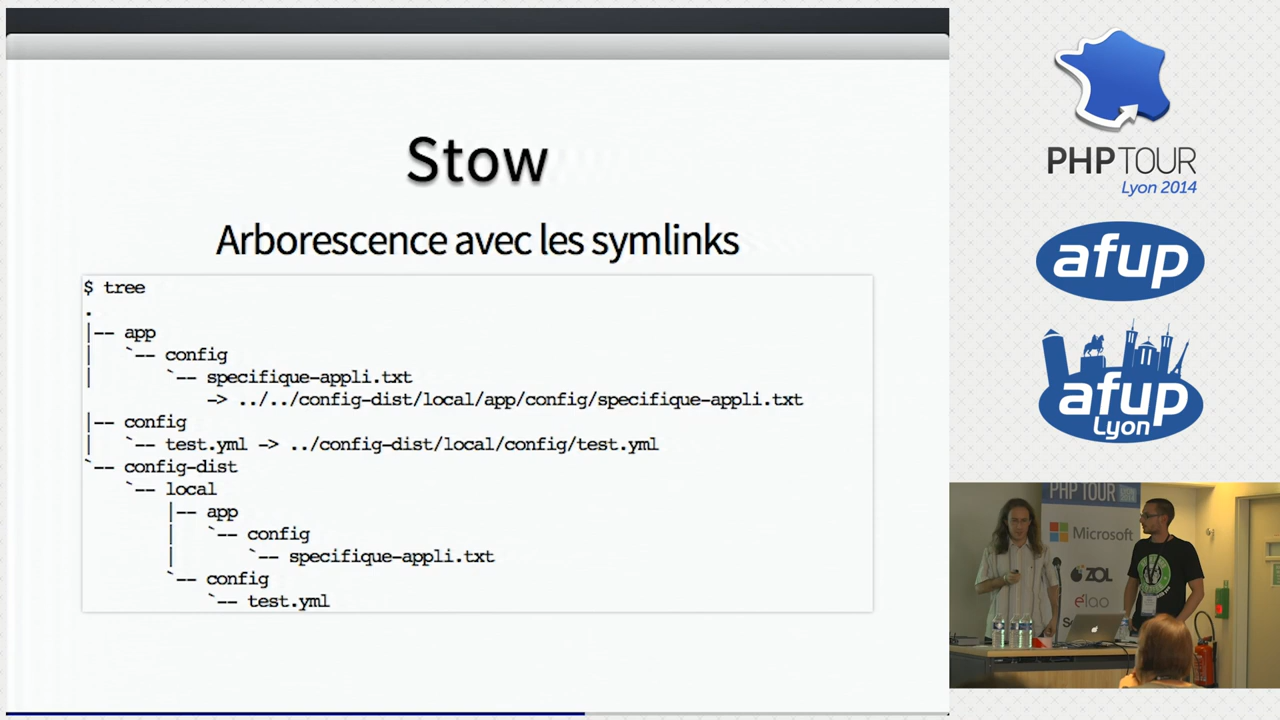 Stow
Arborescence avec les symlinks
$ tree
.
|-- app
|   `-- config
|       `-- specifique-appli.txt
            -> ../../config-dist/local/app/config/specifique-appli.txt
|-- config
|   `-- test.yml -> ../config-dist/local/config/test.yml
`-- config-dist
    `-- local
        |-- app
        |   `-- config
        |       `-- specifique-appli.txt
        `-- config
            `-- test.yml
PHP TOUR
Lyon 2014
afup
afup
Lyon
PHP TOUR
Microsoft
ZOL
elao